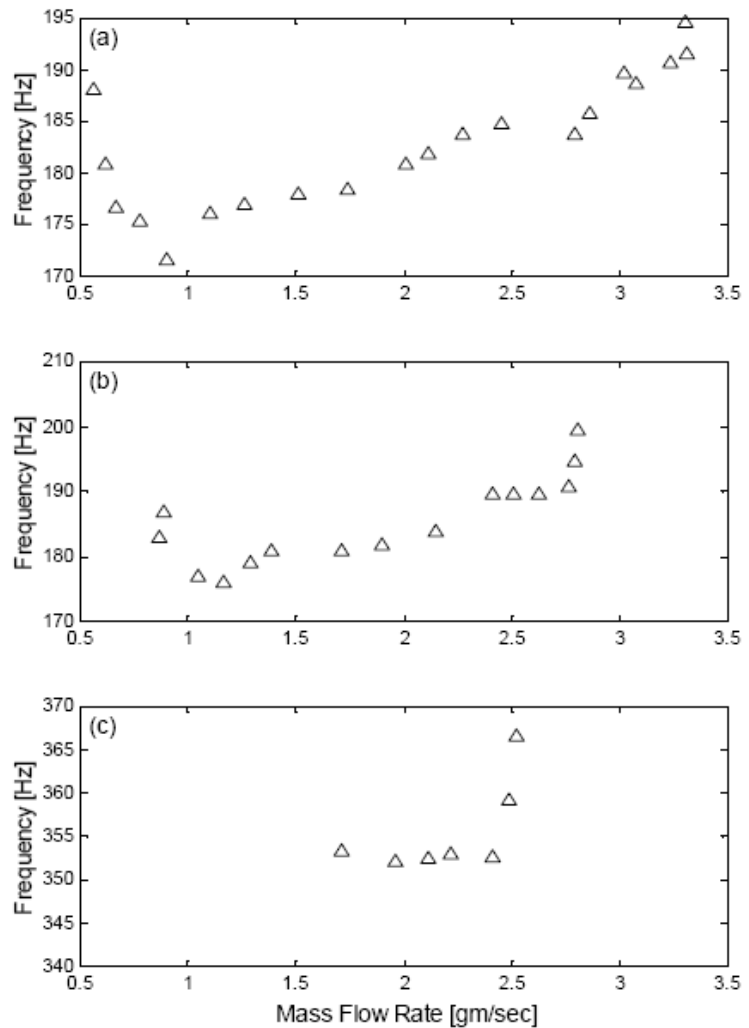 195
(a)
190
185
180
175
170
Frequency [Hz]
0.5 1 1.5 2 2.5 3 3.5
210
(b)
200
190
180
170
Frequency [Hz]
0.5 1 1.5 2 2.5 3 3.5
370
(c)
365
360
355
350
345
340
Frequency [Hz]
0.5 1 1.5 2 2.5 3 3.5
Mass Flow Rate [gm/sec]